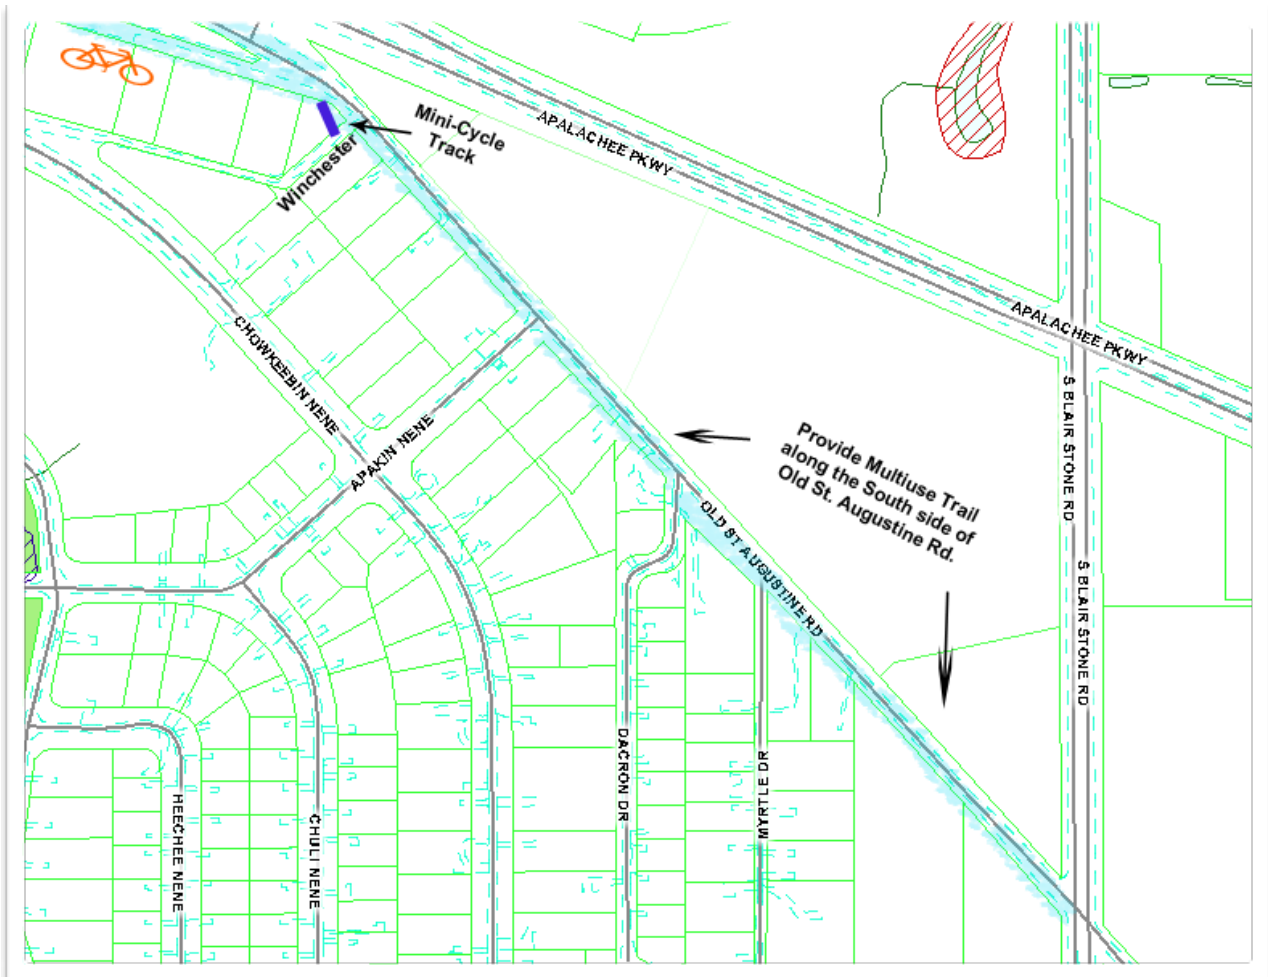 Mini-Cycle
Track
Winchester
APALACHEE PKWY
APALACHEE PKWY
CHOWKEEBIN NENE
APAKIN NENE
S BLAIR STONE RD
S BLAIR STONE RD
Provide Multiuse Trail
along the South side of
Old St. Augustine Rd.
OLD ST AUGUSTINE RD
DACRON DR
MYRTLE DR
HEECHEE NENE
CHULI NENE